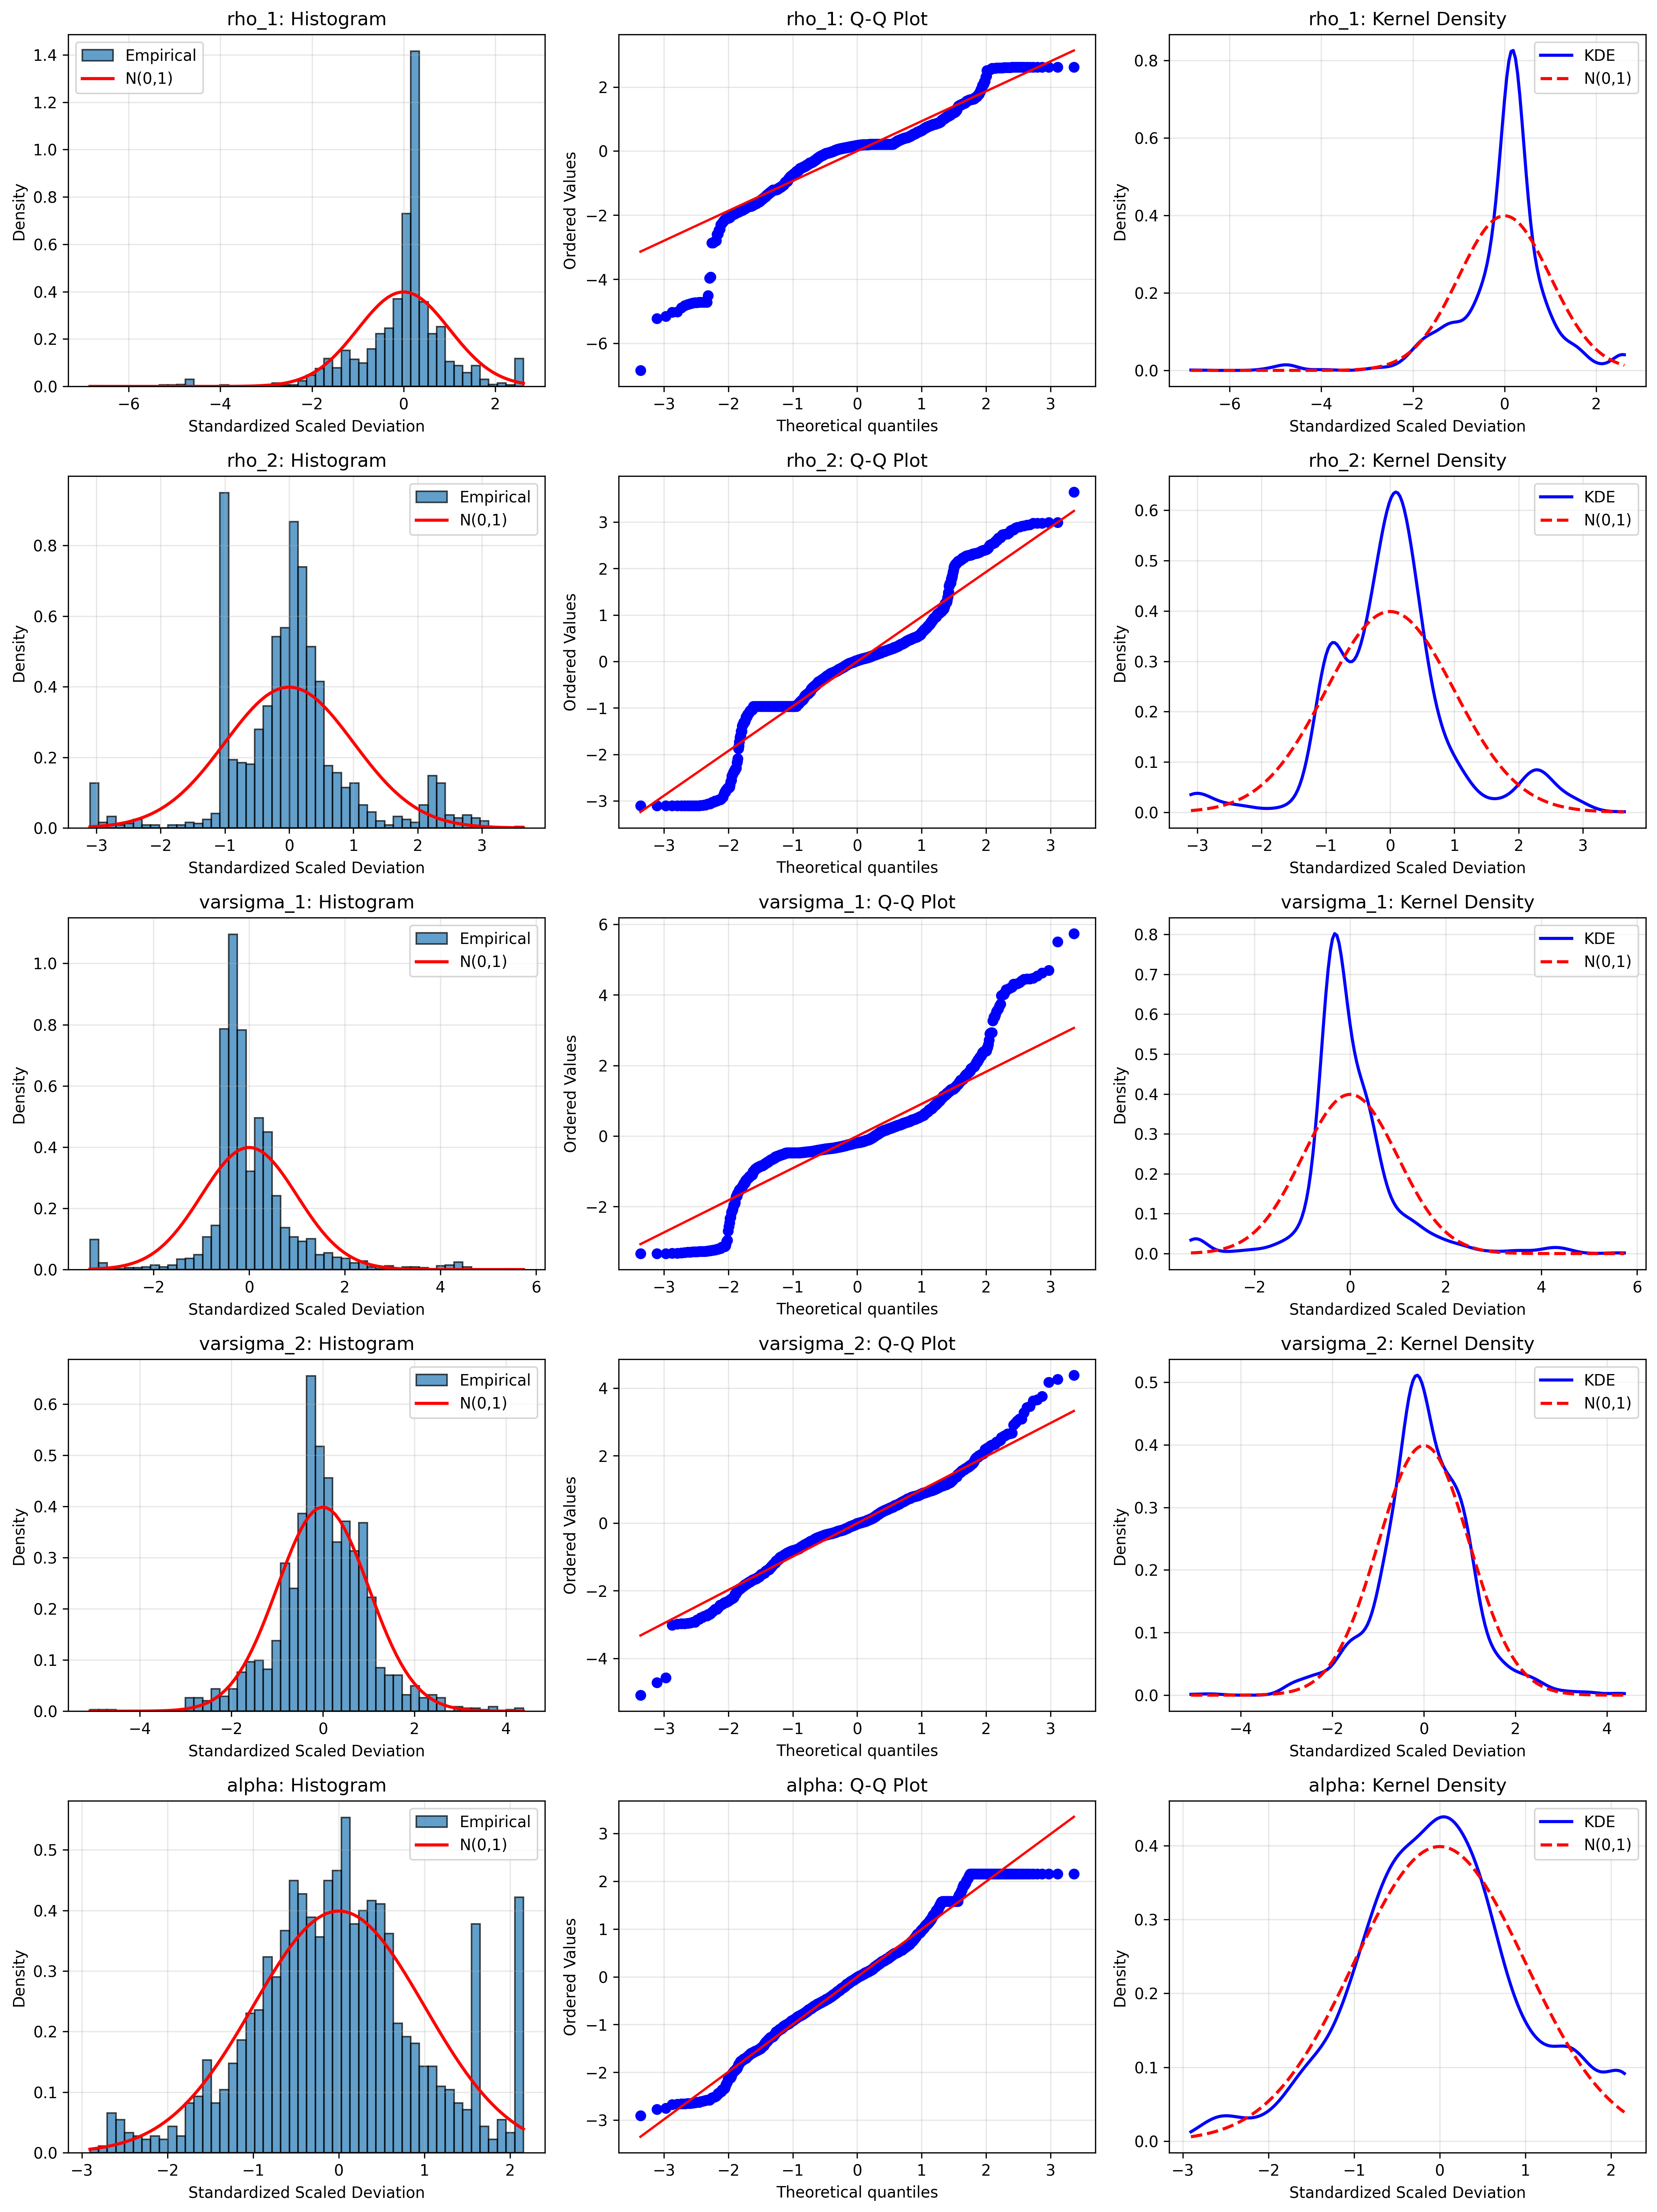 rho_1: Histogram
rho_1: Q-Q Plot
rho_1: Kernel Density
Density
1.4
1.2
1.0
0.8
0.6
0.4
0.2
0.0
Empirical
N(0,1)
−6
−4
−2
0
2
Standardized Scaled Deviation
Ordered Values
2
0
−2
−4
−6
−3
−2
−1
0
1
2
3
Theoretical quantiles
Density
0.8
0.6
0.4
0.2
0.0
KDE
N(0,1)
−6
−4
−2
0
2
Standardized Scaled Deviation
rho_2: Histogram
rho_2: Q-Q Plot
rho_2: Kernel Density
Density
0.8
0.6
0.4
0.2
0.0
Empirical
N(0,1)
−3
−2
−1
0
1
2
3
Standardized Scaled Deviation
Ordered Values
3
2
1
0
−1
−2
−3
−3
−2
−1
0
1
2
3
Theoretical quantiles
Density
0.6
0.5
0.4
0.3
0.2
0.1
0.0
KDE
N(0,1)
−3
−2
−1
0
1
2
3
Standardized Scaled Deviation
varsigma_1: Histogram
varsigma_1: Q-Q Plot
varsigma_1: Kernel Density
Density
1.0
0.8
0.6
0.4
0.2
0.0
Empirical
N(0,1)
−2
0
2
4
6
Standardized Scaled Deviation
Ordered Values
6
4
2
0
−2
−3
−2
−1
0
1
2
3
Theoretical quantiles
Density
0.8
0.7
0.6
0.5
0.4
0.3
0.2
0.1
0.0
KDE
N(0,1)
−2
0
2
4
6
Standardized Scaled Deviation
varsigma_2: Histogram
varsigma_2: Q-Q Plot
varsigma_2: Kernel Density
Density
0.6
0.5
0.4
0.3
0.2
0.1
0.0
Empirical
N(0,1)
−4
−2
0
2
4
Standardized Scaled Deviation
Ordered Values
4
2
0
−2
−4
−3
−2
−1
0
1
2
3
Theoretical quantiles
Density
0.5
0.4
0.3
0.2
0.1
0.0
KDE
N(0,1)
−4
−2
0
2
4
Standardized Scaled Deviation
alpha: Histogram
alpha: Q-Q Plot
alpha: Kernel Density
Density
0.5
0.4
0.3
0.2
0.1
0.0
Empirical
N(0,1)
−3
−2
−1
0
1
2
Standardized Scaled Deviation
Ordered Values
3
2
1
0
−1
−2
−3
−3
−2
−1
0
1
2
3
Theoretical quantiles
Density
0.4
0.3
0.2
0.1
0.0
KDE
N(0,1)
−3
−2
−1
0
1
2
Standardized Scaled Deviation